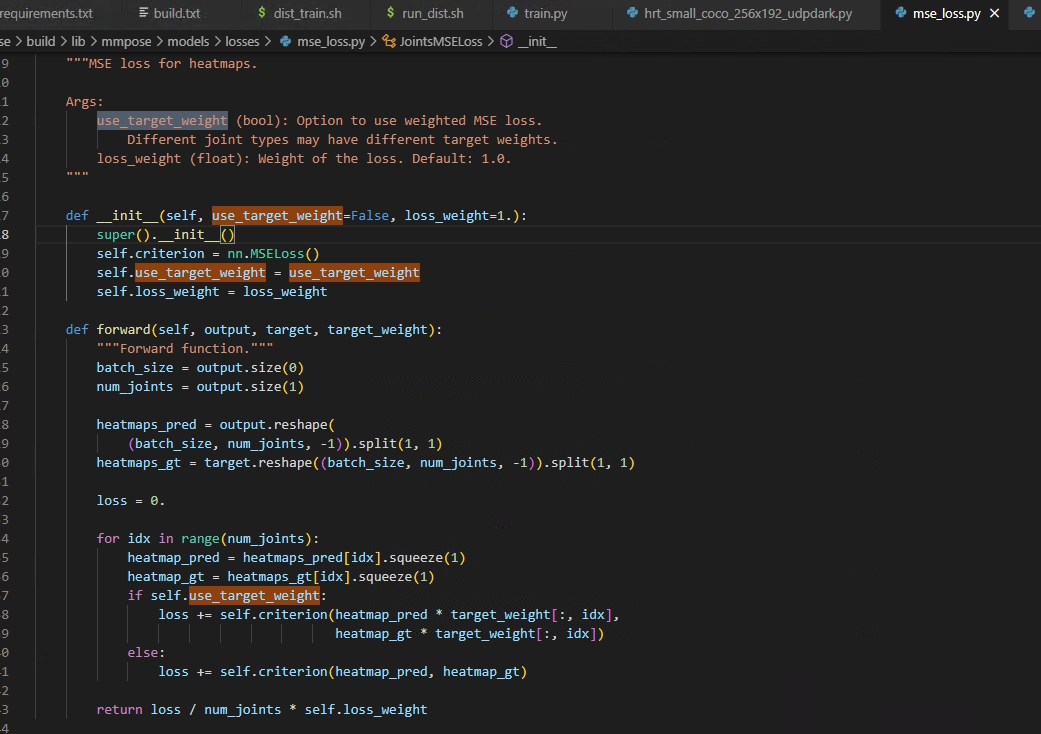 requirements.txt build.txt $ dist_train.sh $ run_dist.sh train.py hrt_small_coco_256x192_udpdark.py mse_loss.py ×
se > build > lib > mmpose > models > losses > mse_loss.py > JointsMSELoss > __init__
9 """MSE loss for heatmaps.
0
1 Args:
2 use_target_weight (bool): Option to use weighted MSE loss.
3 Different joint types may have different target weights.
4 loss_weight (float): Weight of the loss. Default: 1.0.
5 """
6
7 def __init__(self, use_target_weight=False, loss_weight=1.):
8 super().__init__()
9 self.criterion = nn.MSELoss()
0 self.use_target_weight = use_target_weight
1 self.loss_weight = loss_weight
2
3 def forward(self, output, target, target_weight):
4 """Forward function."""
5 batch_size = output.size(0)
6 num_joints = output.size(1)
7
8 heatmaps_pred = output.reshape(
9 (batch_size, num_joints, -1)).split(1, 1)
0 heatmaps_gt = target.reshape((batch_size, num_joints, -1)).split(1, 1)
1
2 loss = 0.
3
4 for idx in range(num_joints):
5 heatmap_pred = heatmaps_pred[idx].squeeze(1)
6 heatmap_gt = heatmaps_gt[idx].squeeze(1)
7 if self.use_target_weight:
8 loss += self.criterion(heatmap_pred * target_weight[:, idx],
9 heatmap_gt * target_weight[:, idx])
0 else:
1 loss += self.criterion(heatmap_pred, heatmap_gt)
2
3 return loss / num_joints * self.loss_weight
4